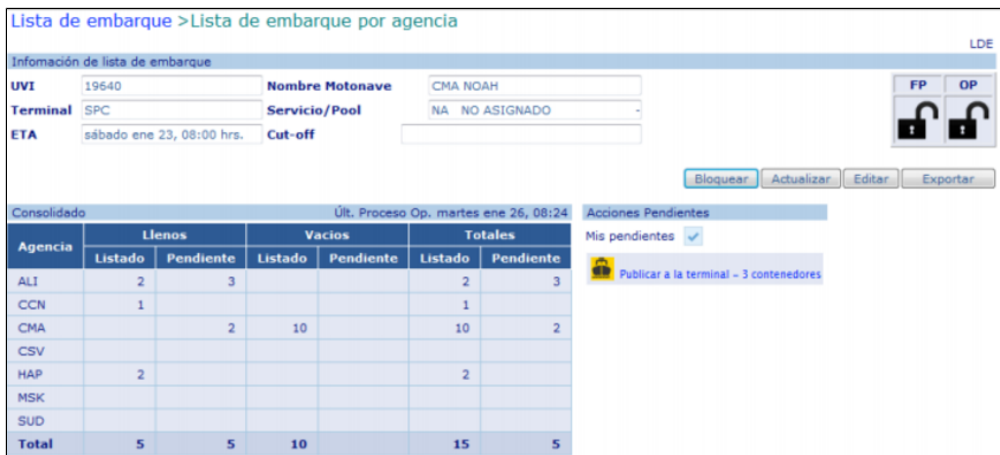 Lista de embarque >Lista de embarque por agencia
LDE
Infomación de lista de embarque
UVI 19640 Nombre Motonave CMA NOAH FP OP
Terminal SPC Servicio/Pool NA NO ASIGNADO
ETA sábado ene 23, 08:00 hrs. Cut-off
Bloquear Actualizar Editar Exportar
Consolidado Últ. Proceso Op. martes ene 26, 08:24 Acciones Pendientes
Agencia Llenos Vacios Totales Mis pendientes
Listado Pendiente Listado Pendiente Listado Pendiente
Publicar a la terminal – 3 contenedores
ALI 2 3 2 3
CCN 1 1
CMA 2 10 10 2
CSV
HAP 2 2
MSK
SUD
Total 5 5 10 15 5